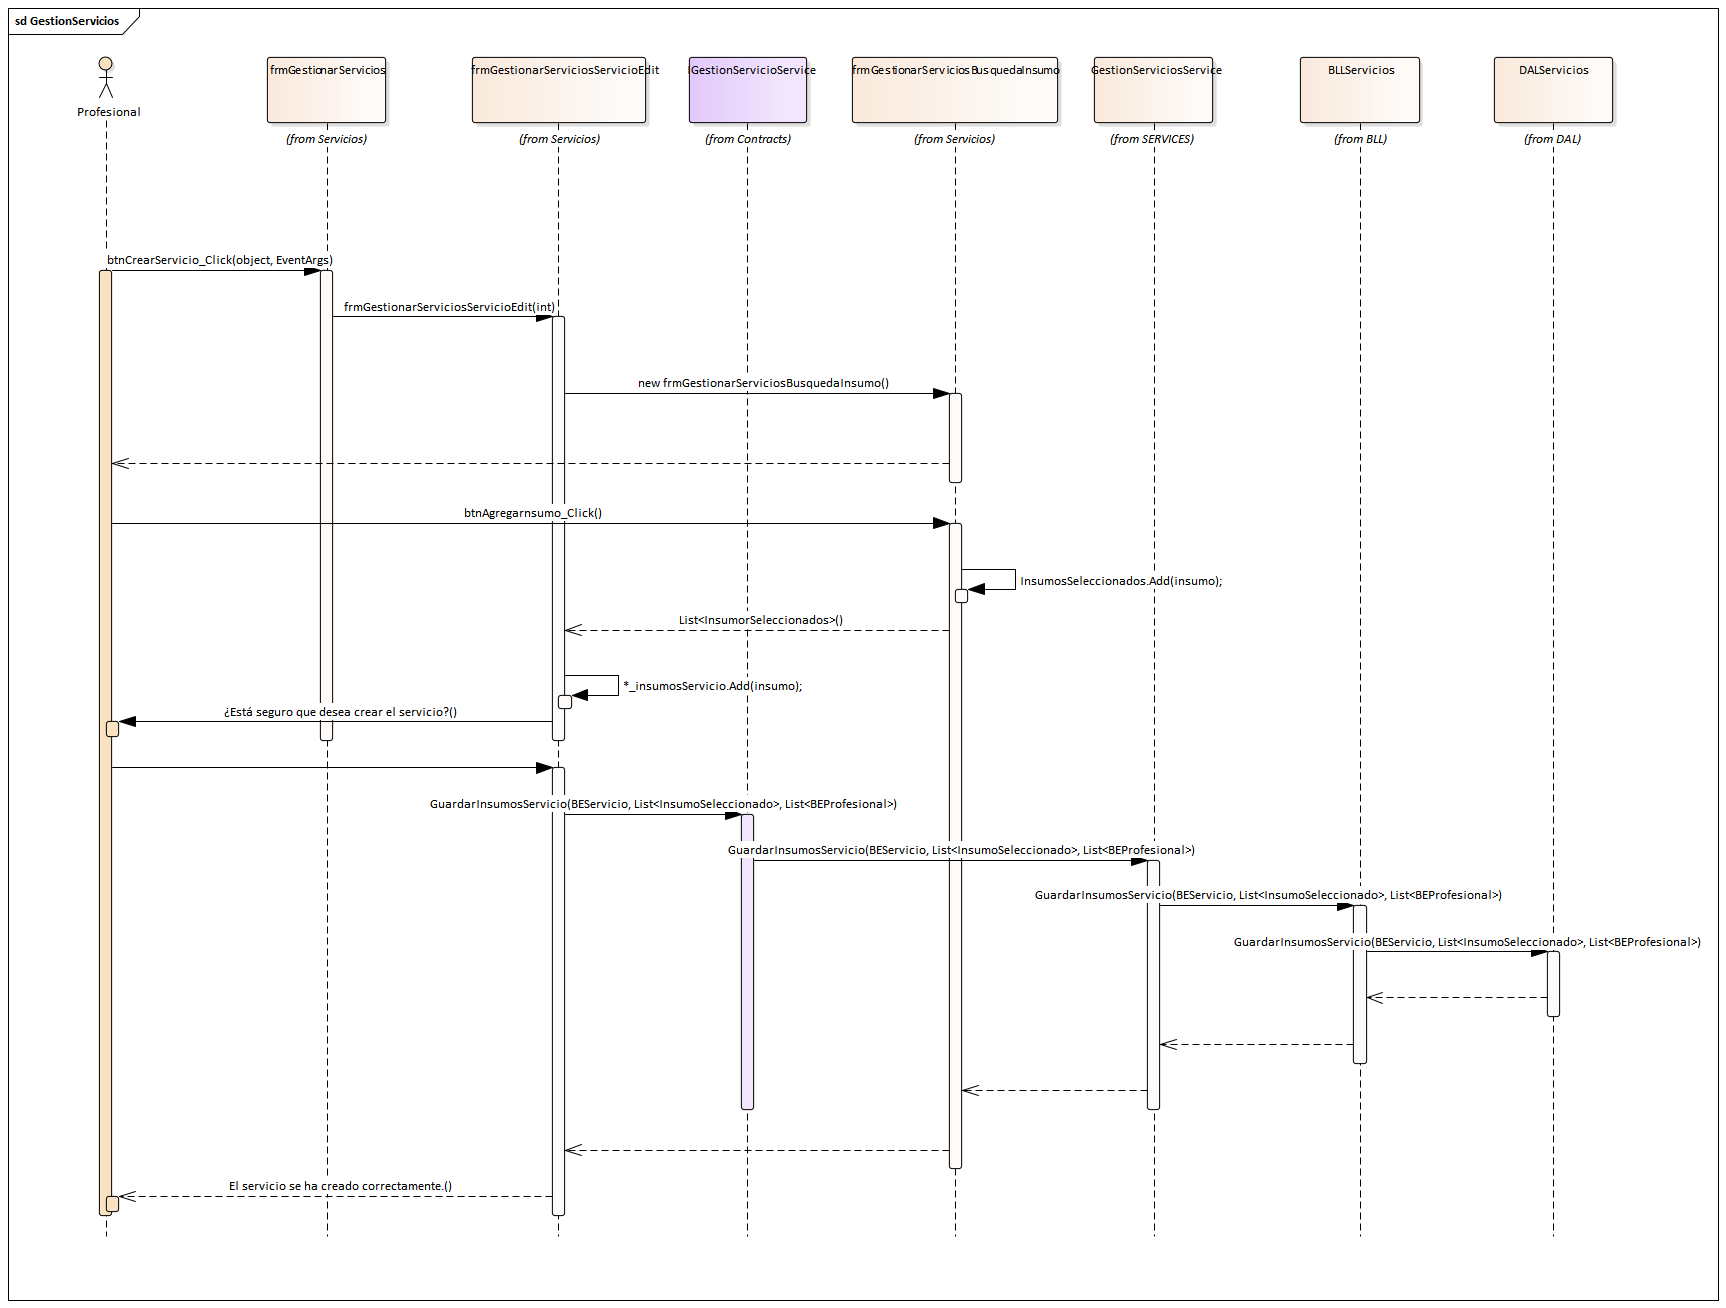 sd GestionServicios
Profesional
frmGestionarServicios
(from Servicios)
frmGestionarServiciosServicioEdit
(from Servicios)
IGestionServicioService
(from Contracts)
frmGestionarServiciosBusquedaInsumo
(from Servicios)
GestionServiciosService
(from SERVICES)
BLLServicios
(from BLL)
DALServicios
(from DAL)
btnCrearServicio_Click(object, EventArgs)
frmGestionarServiciosServicioEdit(int)
new frmGestionarServiciosBusquedaInsumo()
btnAgregarnsumo_Click()
InsumosSeleccionados.Add(insumo);
List<InsumorSeleccionados>()
*_insumosServicio.Add(insumo);
¿Está seguro que desea crear el servicio?()
GuardarInsumosServicio(BEServicio, List<InsumoSeleccionado>, List<BEProfesional>)
GuardarInsumosServicio(BEServicio, List<InsumoSeleccionado>, List<BEProfesional>)
GuardarInsumosServicio(BEServicio, List<InsumoSeleccionado>, List<BEProfesional>)
GuardarInsumosServicio(BEServicio, List<InsumoSeleccionado>, List<BEProfesional>)
El servicio se ha creado correctamente.()